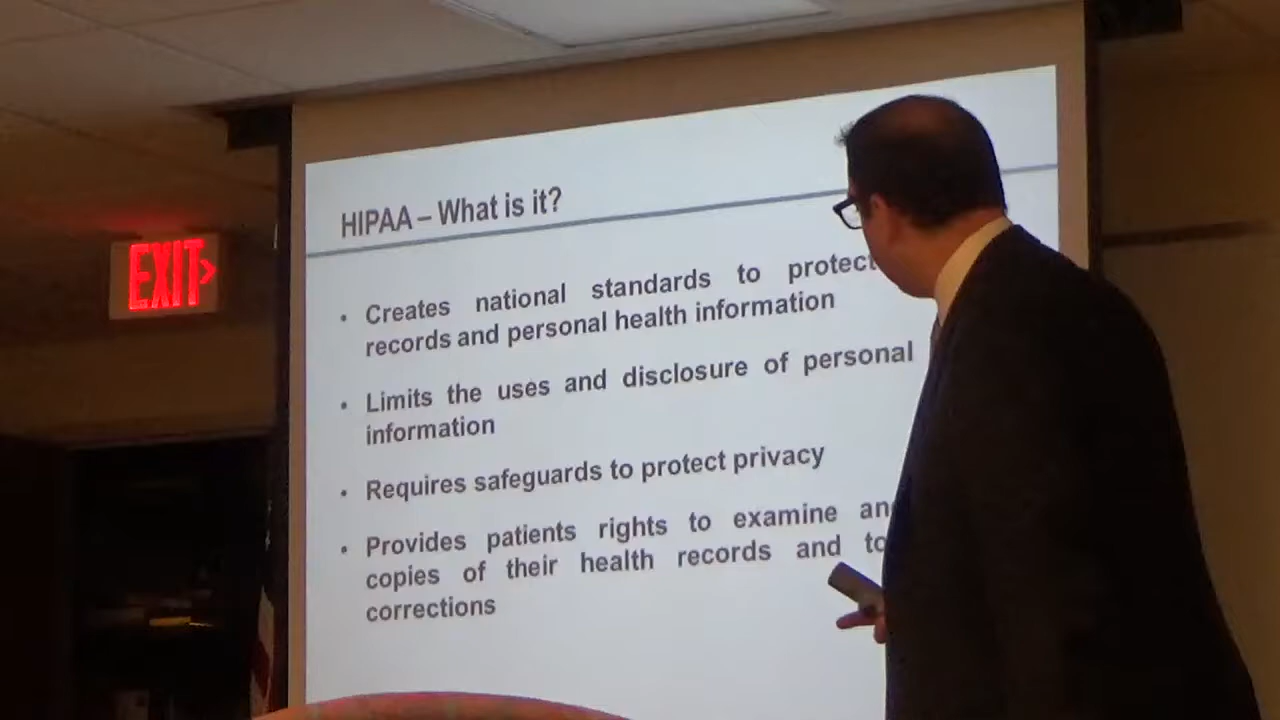 EXIT
HIPAA – What is it?
• Creates national standards to protect
records and personal health information
• Limits the uses and disclosure of personal
information
• Requires safeguards to protect privacy
• Provides patients rights to examine an
copies of their health records and to
corrections